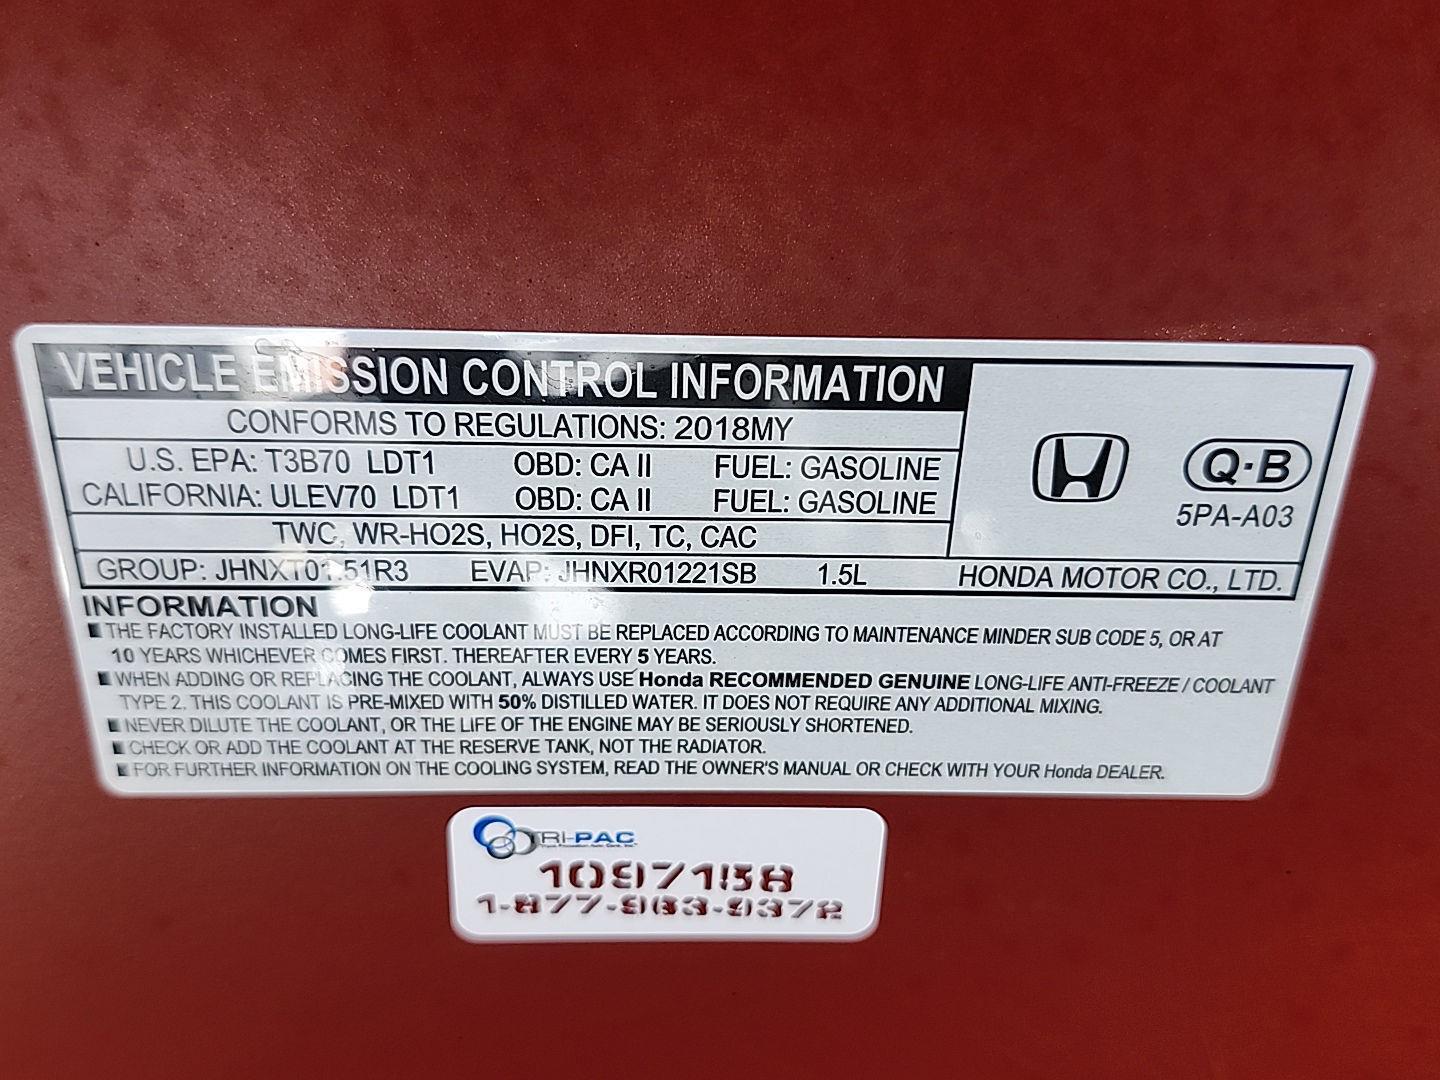 VEHICLE EMISSION CONTROL INFORMATION
CONFORMS TO REGULATIONS: 2018MY
U.S. EPA: T3B70 LDT1 OBD: CA II FUEL: GASOLINE
CALIFORNIA: ULEV70 LDT1 OBD: CA II FUEL: GASOLINE
TWC, WR-HO2S, HO2S, DFI, TC, CAC
Q·B
5PA-A03
GROUP: JHNXT01.51R3 EVAP: JHNXR01221SB 1.5L HONDA MOTOR CO., LTD.
INFORMATION
THE FACTORY INSTALLED LONG-LIFE COOLANT MUST BE REPLACED ACCORDING TO MAINTENANCE MINDER SUB CODE 5, OR AT
10 YEARS WHICHEVER COMES FIRST. THEREAFTER EVERY 5 YEARS.
WHEN ADDING OR REPLACING THE COOLANT, ALWAYS USE Honda RECOMMENDED GENUINE LONG-LIFE ANTI-FREEZE / COOLANT
TYPE 2. THIS COOLANT IS PRE-MIXED WITH 50% DISTILLED WATER. IT DOES NOT REQUIRE ANY ADDITIONAL MIXING.
NEVER DILUTE THE COOLANT, OR THE LIFE OF THE ENGINE MAY BE SERIOUSLY SHORTENED.
CHECK OR ADD THE COOLANT AT THE RESERVE TANK, NOT THE RADIATOR.
FOR FURTHER INFORMATION ON THE COOLING SYSTEM, READ THE OWNER'S MANUAL OR CHECK WITH YOUR Honda DEALER.
TRI-PAC
1097158